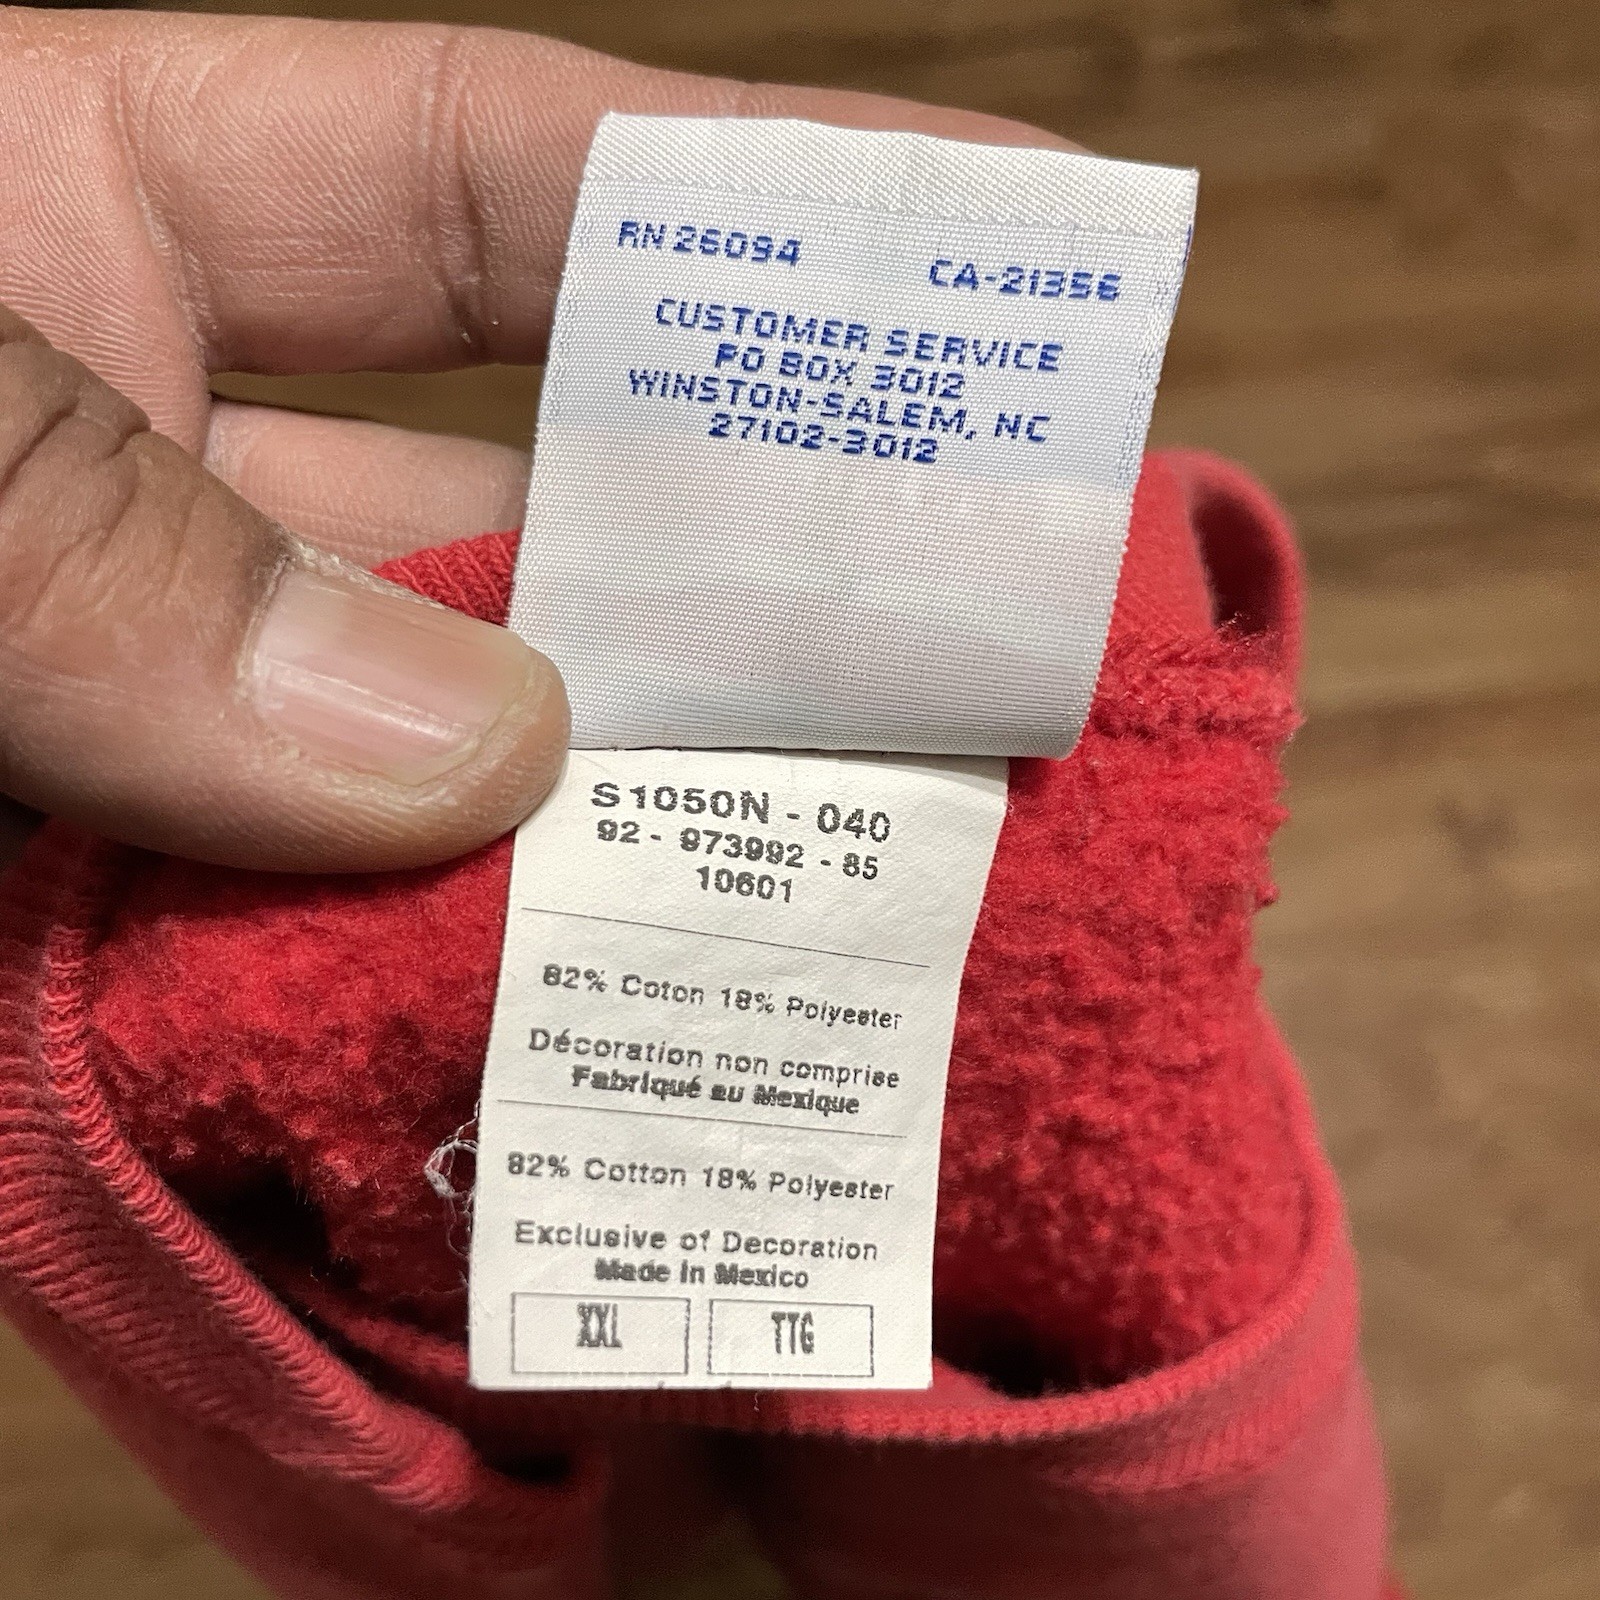 RN 26094 CA-21356
CUSTOMER SERVICE
PO BOX 3012
WINSTON-SALEM, NC
27102-3012
S1050N - 040
92 - 973992 - 85
10601
82% Coton 18% Polyester
Décoration non comprise
Fabriqué au Mexique
82% Cotton 18% Polyester
Exclusive of Decoration
Made in Mexico
XXL TTG